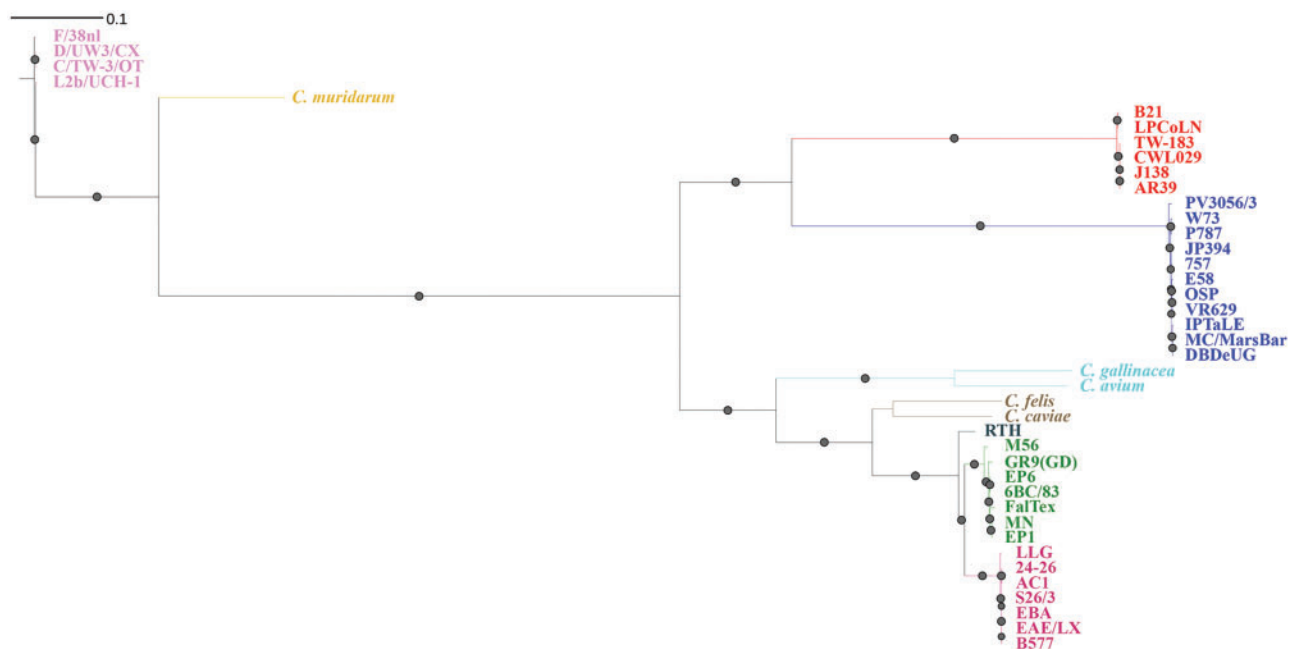 0.1
F/38nl
D/UW3/CX
C/TW-3/OT
L2b/UCH-1
C. muridarum
B21
LPCoLN
TW-183
CWL029
J138
AR39
PV3056/3
W73
P787
JP394
757
E58
OSP
VR629
IPTaLE
MC/MarsBar
DBDeUG
C. gallinacea
C. avium
C. felis
C. caviae
RTH
M56
GR9(GD)
EP6
6BC/83
FalTex
MN
EP1
LLG
24-26
AC1
S26/3
EBA
EAE/LX
B577